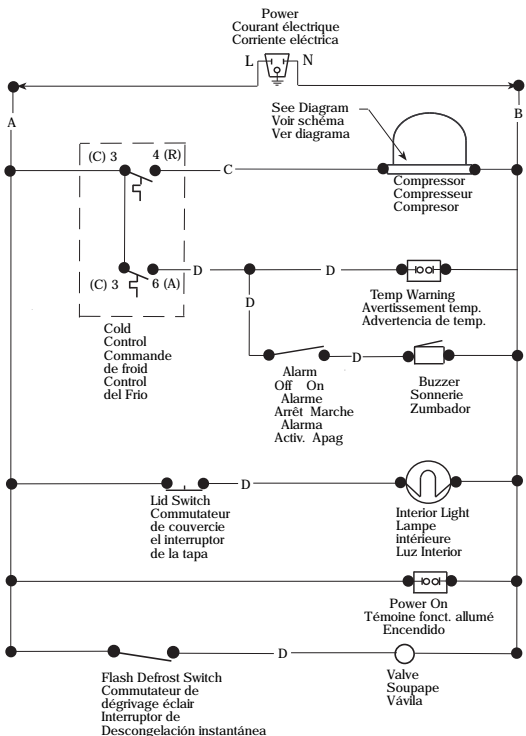 Power
Courant électrique
Corriente eléctrica
L N
A
B
See Diagram
Voir schéma
Ver diagrama
(C) 3 4 (R)
C
Compressor
Compresseur
Compresor
(C) 3 6 (A)
D
D
D
Temp Warning
Avertissement temp.
Advertencia de temp.
Cold
Control
Commande
de froid
Control
del Frio
D
Alarm
Off On
Alarme
Arrêt Marche
Alarma
Activ. Apag
Buzzer
Sonnerie
Zumbador
D
Lid Switch
Commutateur
de couvercie
el interruptor
de la tapa
Interior Light
Lampe
intérieure
Luz Interior
Power On
Témoine fonct. allumé
Encendido
D
Flash Defrost Switch
Commutateur de
dégrivage éclair
Interruptor de
Descongelación instantánea
Valve
Soupape
Vávila